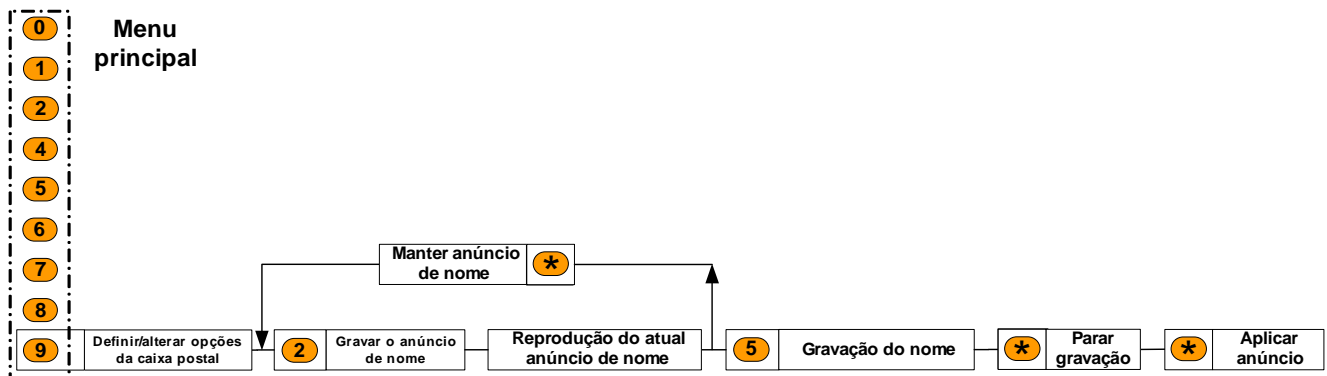 0
Menu
principal
1
2
4
5
6
7
8
Manter anúncio
de nome
*
9
Definir/alterar opções
da caixa postal
2
Gravar o anúncio
de nome
Reprodução do atual
anúncio de nome
5
Gravação do nome
*
Parar
gravação
*
Aplicar
anúncio